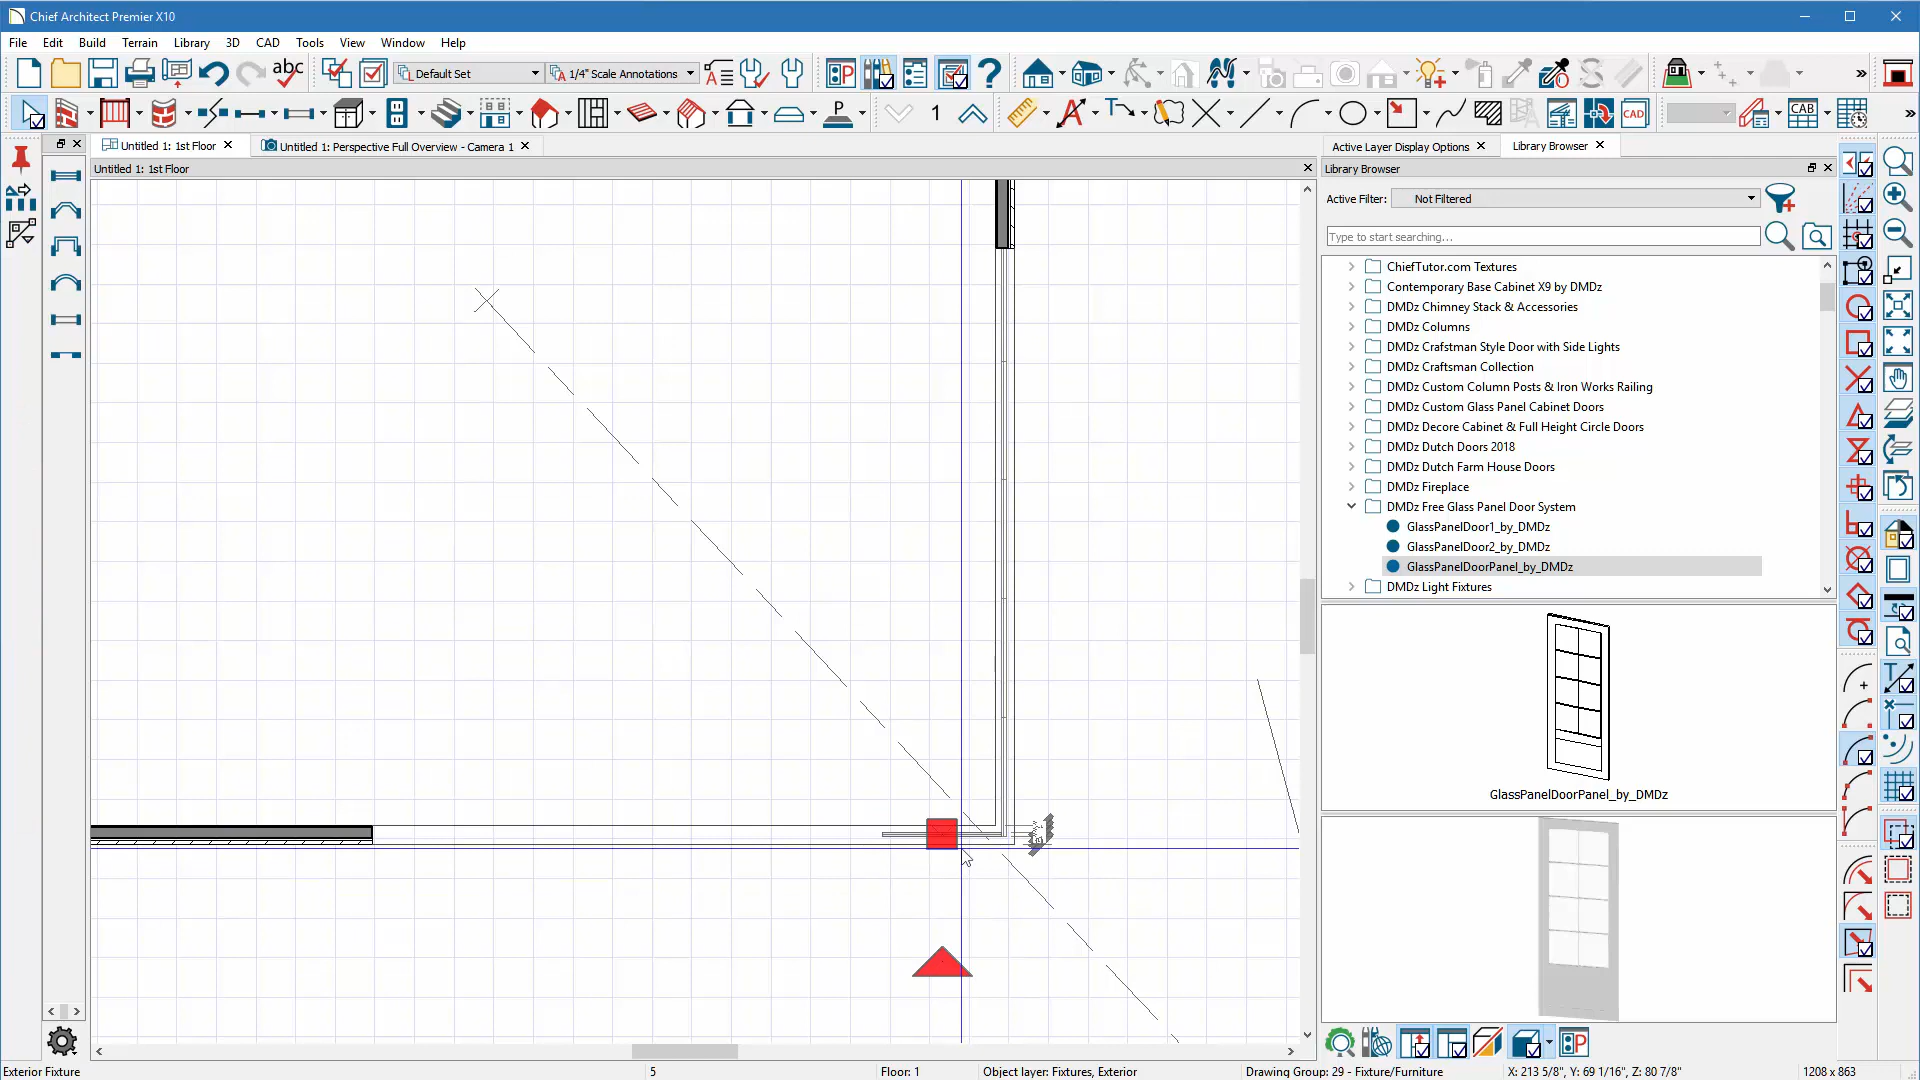 Chief Architect Premier X10
File Edit Build Terrain Library 3D CAD Tools View Window Help
abc Default Set 1/4" Scale Annotations
P 1 CAD CAB
Untitled 1: 1st Floor Untitled 1: Perspective Full Overview - Camera 1
Active Layer Display Options Library Browser
Untitled 1: 1st Floor
Library Browser
Active Filter: Not Filtered
Type to start searching...
ChiefTutor.com Textures
Contemporary Base Cabinet X9 by DMDz
DMDz Chimney Stack & Accessories
DMDz Columns
DMDz Crafstman Style Door with Side Lights
DMDz Craftsman Collection
DMDz Custom Column Posts & Iron Works Railing
DMDz Custom Glass Panel Cabinet Doors
DMDz Decore Cabinet & Full Height Circle Doors
DMDz Dutch Doors 2018
DMDz Dutch Farm House Doors
DMDz Fireplace
DMDz Free Glass Panel Door System
GlassPanelDoor1_by_DMDz
GlassPanelDoor2_by_DMDz
GlassPanelDoorPanel_by_DMDz
DMDz Light Fixtures
GlassPanelDoorPanel_by_DMDz
Exterior Fixture 5 Floor: 1 Object layer: Fixtures, Exterior Drawing Group: 29 - Fixture/Furniture X: 213 5/8", Y: 69 1/16", Z: 80 7/8" 1208 x 863